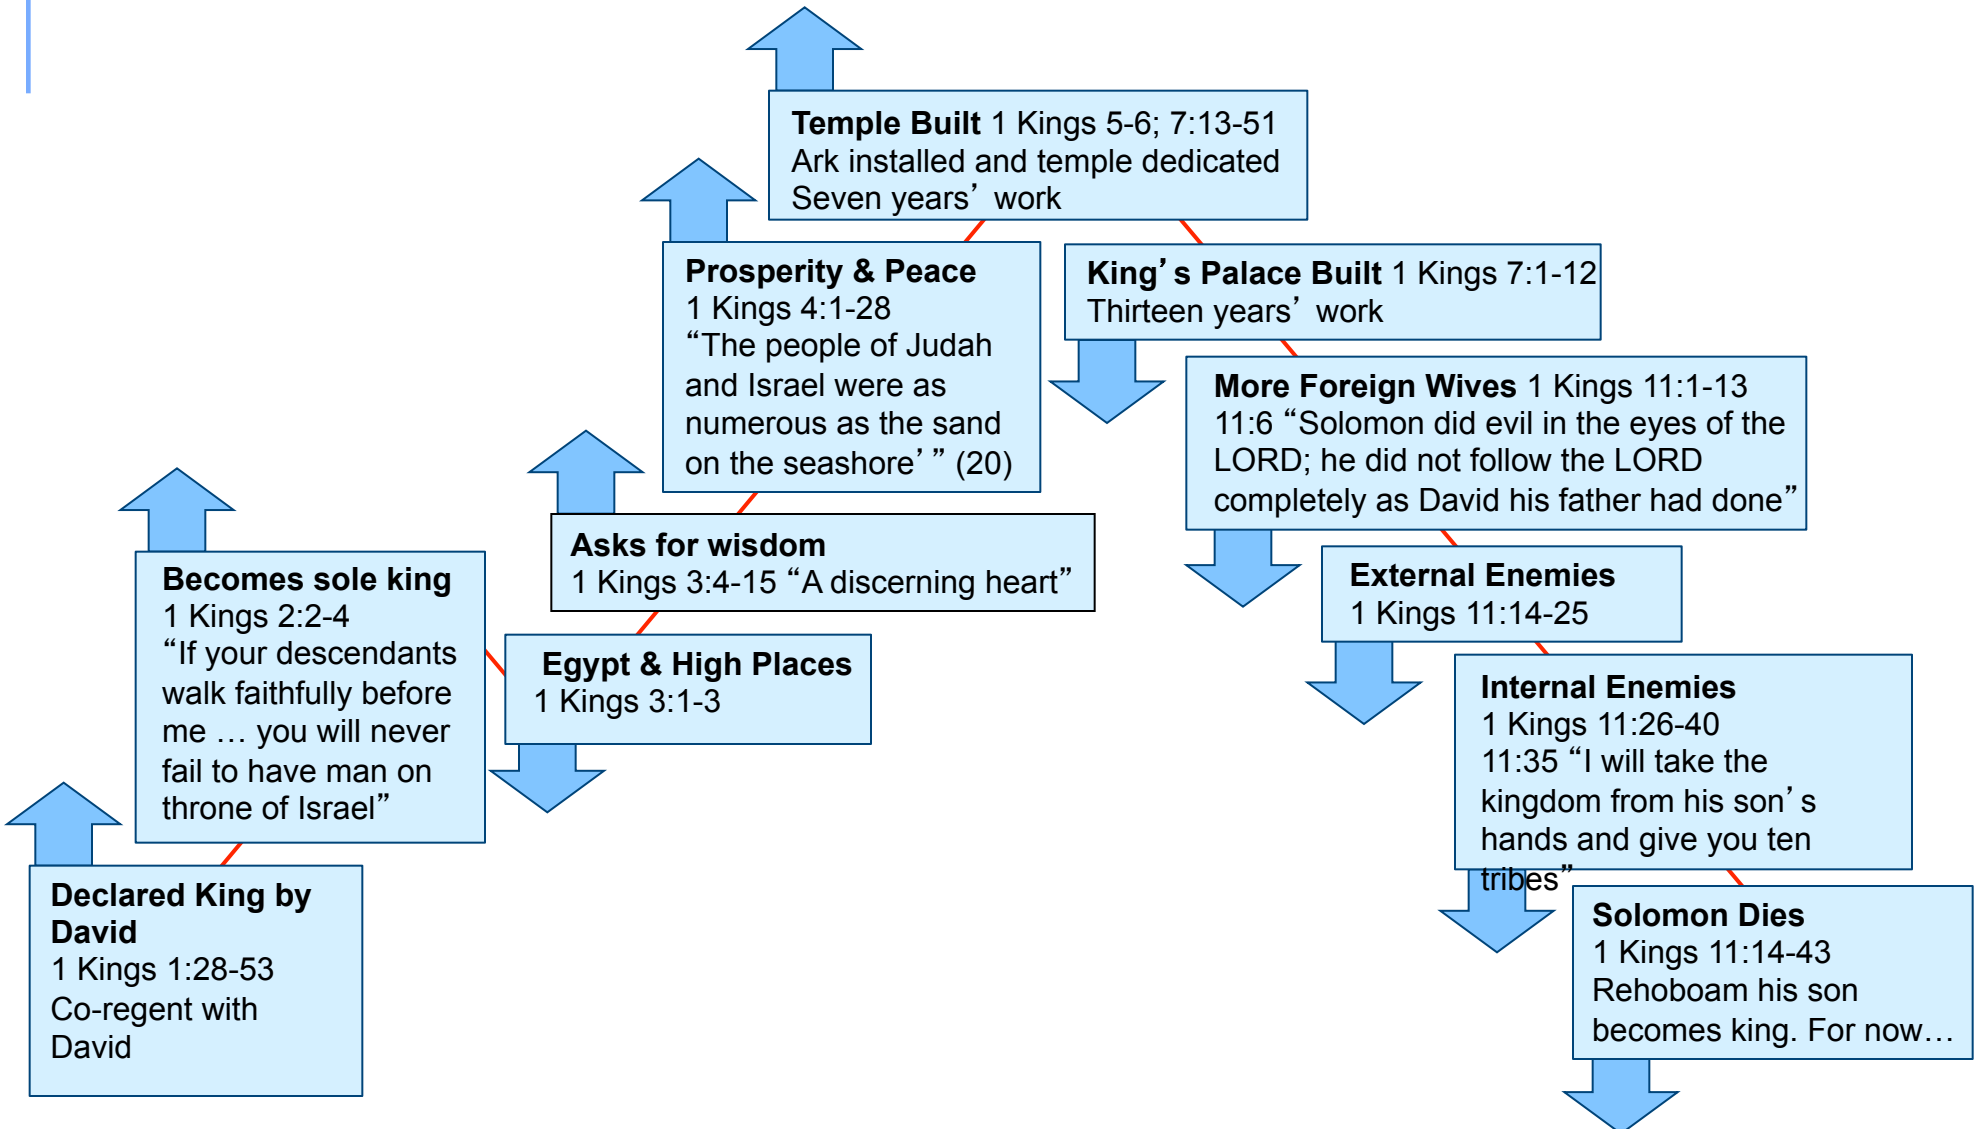 Temple Built 1 Kings 5-6; 7:13-51
Ark installed and temple dedicated
Seven years’ work
Prosperity & Peace
1 Kings 4:1-28
“The people of Judah
and Israel were as
numerous as the sand
on the seashore’” (20)
King’s Palace Built 1 Kings 7:1-12
Thirteen years’ work
More Foreign Wives 1 Kings 11:1-13
11:6 “Solomon did evil in the eyes of the
LORD; he did not follow the LORD
completely as David his father had done”
Asks for wisdom
1 Kings 3:4-15 “A discerning heart”
Becomes sole king
1 Kings 2:2-4
“If your descendants
walk faithfully before
me … you will never
fail to have man on
throne of Israel”
Egypt & High Places
1 Kings 3:1-3
External Enemies
1 Kings 11:14-25
Internal Enemies
1 Kings 11:26-40
11:35 “I will take the
kingdom from his son’s
hands and give you ten
tribes”
Declared King by
David
1 Kings 1:28-53
Co-regent with
David
Solomon Dies
1 Kings 11:14-43
Rehoboam his son
becomes king. For now…